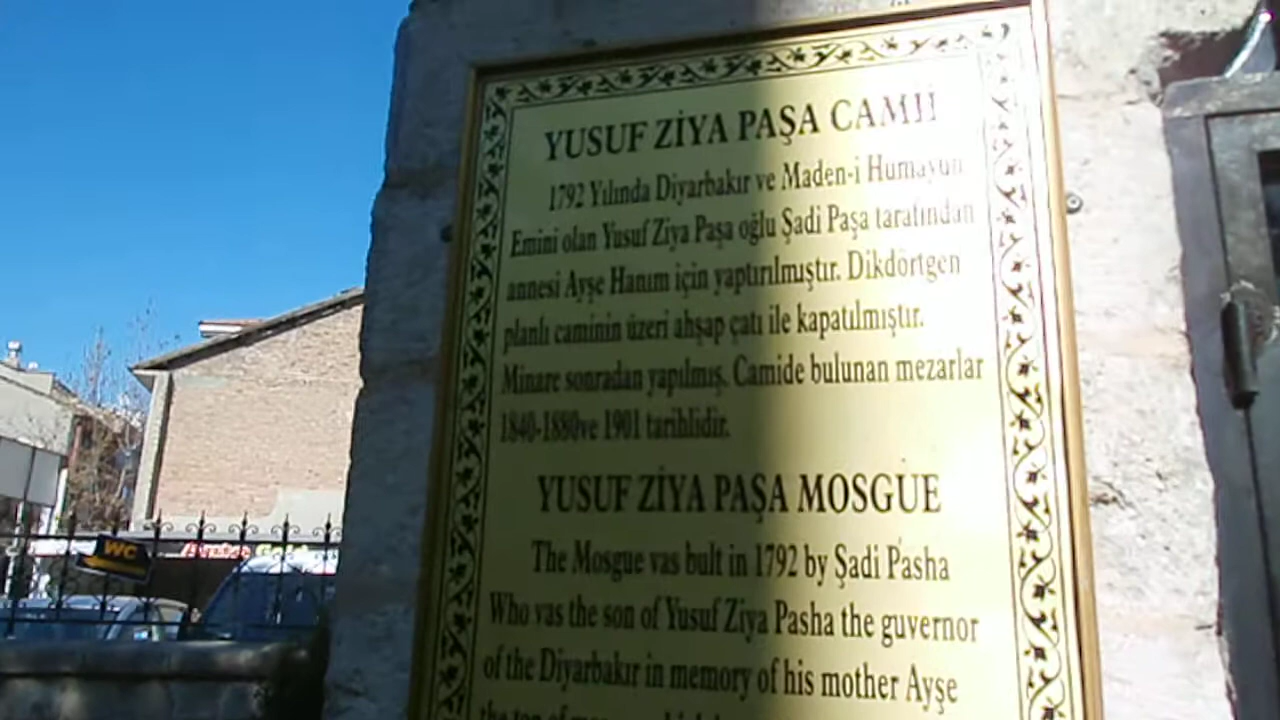 YUSUF ZİYA PAŞA CAMİİ
1792 Yılında Diyarbakır ve Maden-i Humayun
Emini olan Yusuf Ziya Paşa oğlu Şadi Paşa tarafından
annesi Ayşe Hanım için yaptırılmıştır. Dikdörtgen
planlı caminin üzeri ahşap çatı ile kapatılmıştır.
Minare sonradan yapılmış. Camide bulunan mezarlar
1840-1880ve 1901 tarihlidir.
YUSUF ZİYA PAŞA MOSGUE
The Mosgue vas bult in 1792 by Şadi Pasha
Who vas the son of Yusuf Ziya Pasha the guvernor
of the Diyarbakır in memory of his mother Ayşe
WC